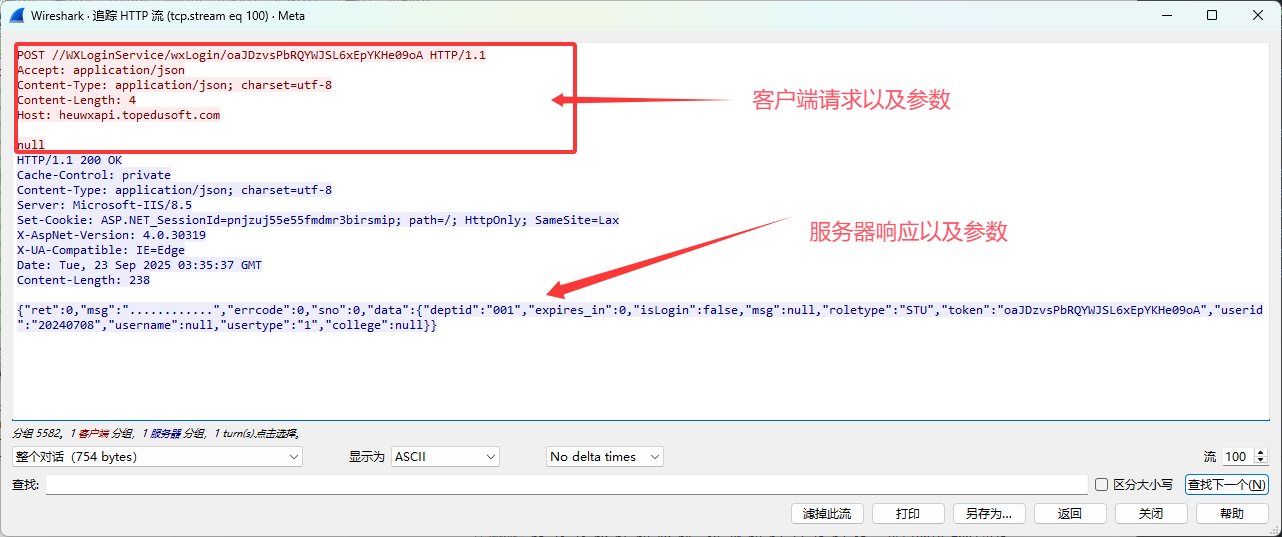 Wireshark · 追踪 HTTP 流 (tcp.stream eq 100) · Meta
POST //WXLoginService/wxLogin/oaJDzvsPbRQYWJSL6xEpYKHe09oA HTTP/1.1
Accept: application/json
Content-Type: application/json; charset=utf-8
Content-Length: 4
Host: heuwxapi.topedusoft.com
null
客户端请求以及参数
HTTP/1.1 200 OK
Cache-Control: private
Content-Type: application/json; charset=utf-8
Server: Microsoft-IIS/8.5
Set-Cookie: ASP.NET_SessionId=pnjzuj55e55fmdmr3birsmip; path=/; HttpOnly; SameSite=Lax
X-AspNet-Version: 4.0.30319
X-UA-Compatible: IE=Edge
Date: Tue, 23 Sep 2025 03:35:37 GMT
Content-Length: 238
服务器响应以及参数
{"ret":0,"msg":"............","errcode":0,"sno":0,"data":{"deptid":"001","expires_in":0,"isLogin":false,"msg":null,"roletype":"STU","token":"oaJDzvsPbRQYWJSL6xEpYKHe09oA","userid
":"20240708","username":null,"usertype":"1","college":null}}
分组 5582。1 客户端 分组，1 服务器 分组，1 turn(s).点击选择。
整个对话（754 bytes） 显示为 ASCII No delta times 流 100
查找: 区分大小写 查找下一个(N)
滤掉此流 打印 另存为… 返回 关闭 帮助